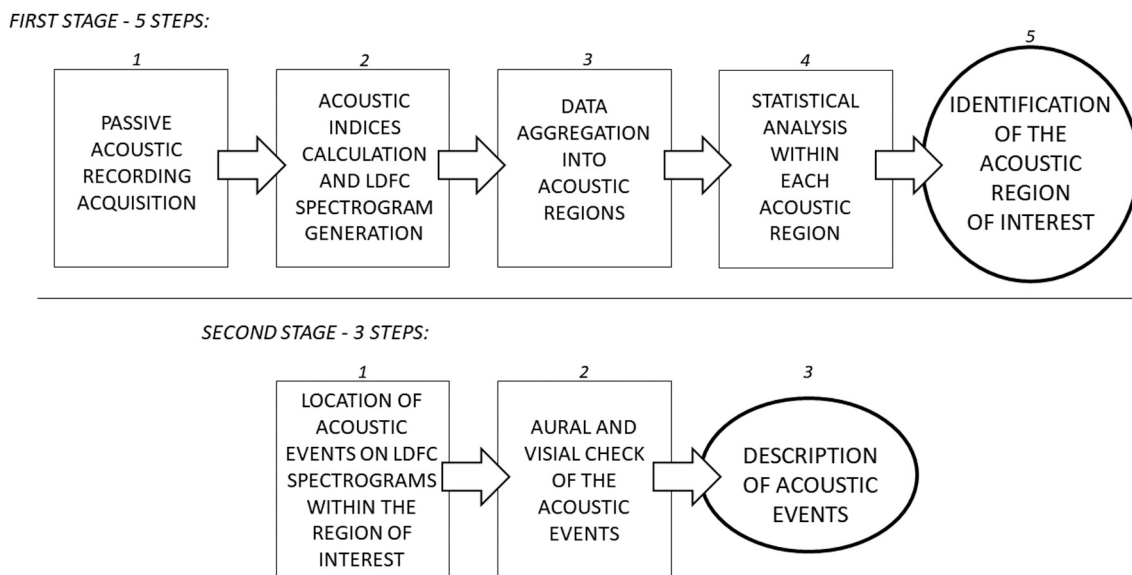 FIRST STAGE - 5 STEPS:
1
PASSIVE
ACOUSTIC
RECORDING
ACQUISITION
2
ACOUSTIC
INDICES
CALCULATION
AND LDFC
SPECTROGRAM
GENERATION
3
DATA
AGGREGATION
INTO
ACOUSTIC
REGIONS
4
STATISTICAL
ANALYSIS
WITHIN
EACH
ACOUSTIC
REGION
5
IDENTIFICATION
OF THE
ACOUSTIC
REGION
OF INTEREST
SECOND STAGE - 3 STEPS:
1
LOCATION OF
ACOUSTIC
EVENTS ON LDFC
SPECTROGRAMS
WITHIN THE
REGION OF
INTEREST
2
AURAL AND
VISIAL CHECK
OF THE
ACOUSTIC
EVENTS
3
DESCRIPTION
OF ACOUSTIC
EVENTS